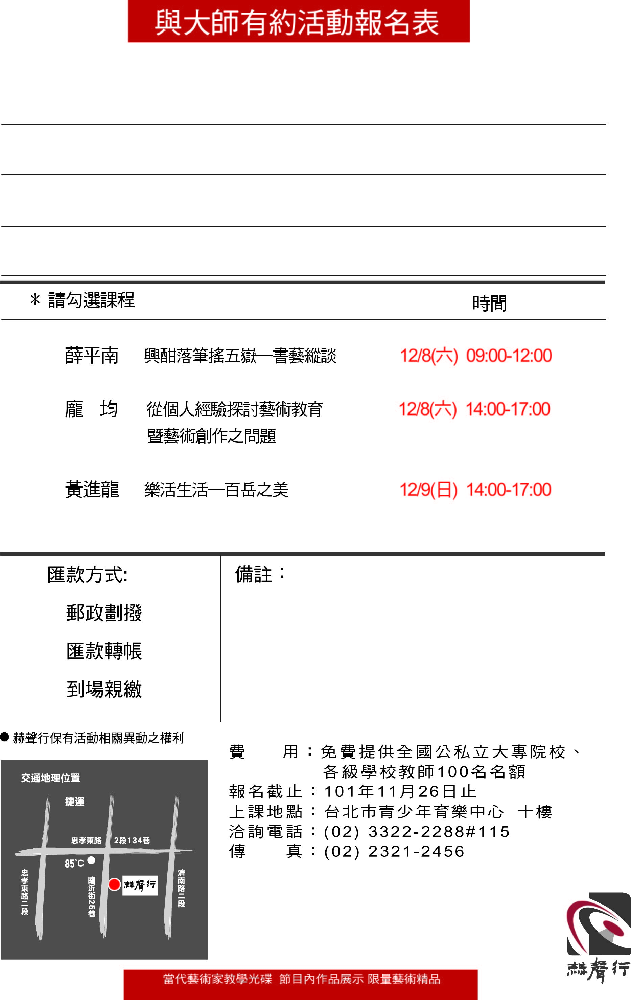 與大師有約活動報名表
＊ 請勾選課程 時間
薛平南 興酣落筆搖五嶽—書藝縱談 12/8(六) 09:00-12:00
龐 均 從個人經驗探討藝術教育 12/8(六) 14:00-17:00
暨藝術創作之問題
黃進龍 樂活生活—百岳之美 12/9(日) 14:00-17:00
匯款方式: 備註：
郵政劃撥
匯款轉帳
到場親繳
● 赫聲行保有活動相關異動之權利
費 用：免費提供全國公私立大專院校、
各級學校教師100名名額
報名截止：101年11月26日止
上課地點：台北市青少年育樂中心 十樓
洽詢電話：(02) 3322-2288#115
傳 真：(02) 2321-2456
交通地理位置
捷運
忠孝東路 2段134巷
85°C
忠孝東路二段
臨沂街25巷
赫聲行
濟南路二段
赫聲行
當代藝術家教學光碟 節目內作品展示 限量藝術精品